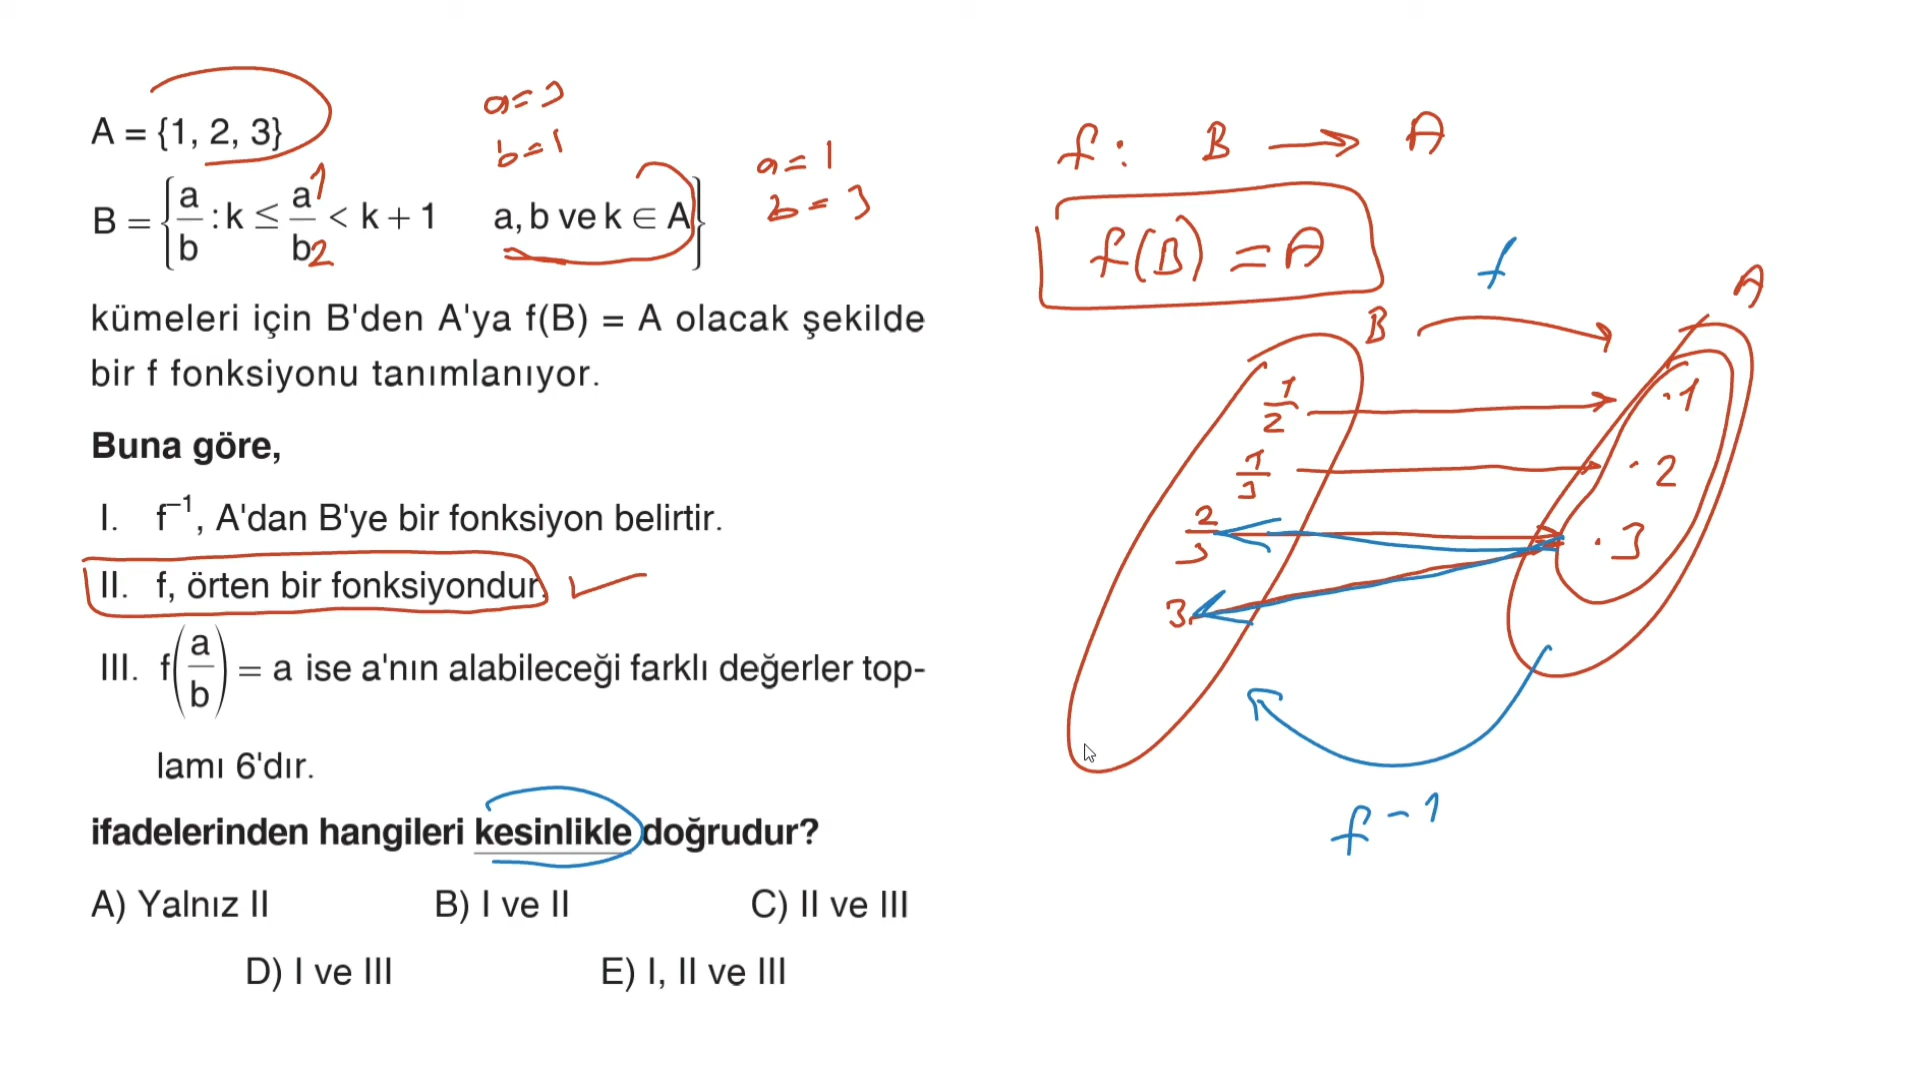 A = {1, 2, 3}
B = {a/b : k ≤ a/b < k + 1 a, b ve k ∈ A}
1
2
a = 3
b = 1
a = 1
b = 3
kümeleri için B'den A'ya f(B) = A olacak şekilde
bir f fonksiyonu tanımlanıyor.
Buna göre,
I. f⁻¹, A'dan B'ye bir fonksiyon belirtir.
II. f, örten bir fonksiyondur.
III. f(a/b) = a ise a'nın alabileceği farklı değerler top-
lamı 6'dır.
ifadelerinden hangileri kesinlikle doğrudur?
A) Yalnız II B) I ve II C) II ve III
D) I ve III E) I, II ve III
f: B → A
f(B) = A
f
B A
1/2 .1
1/3 .2
2/3 .3
3
f⁻¹